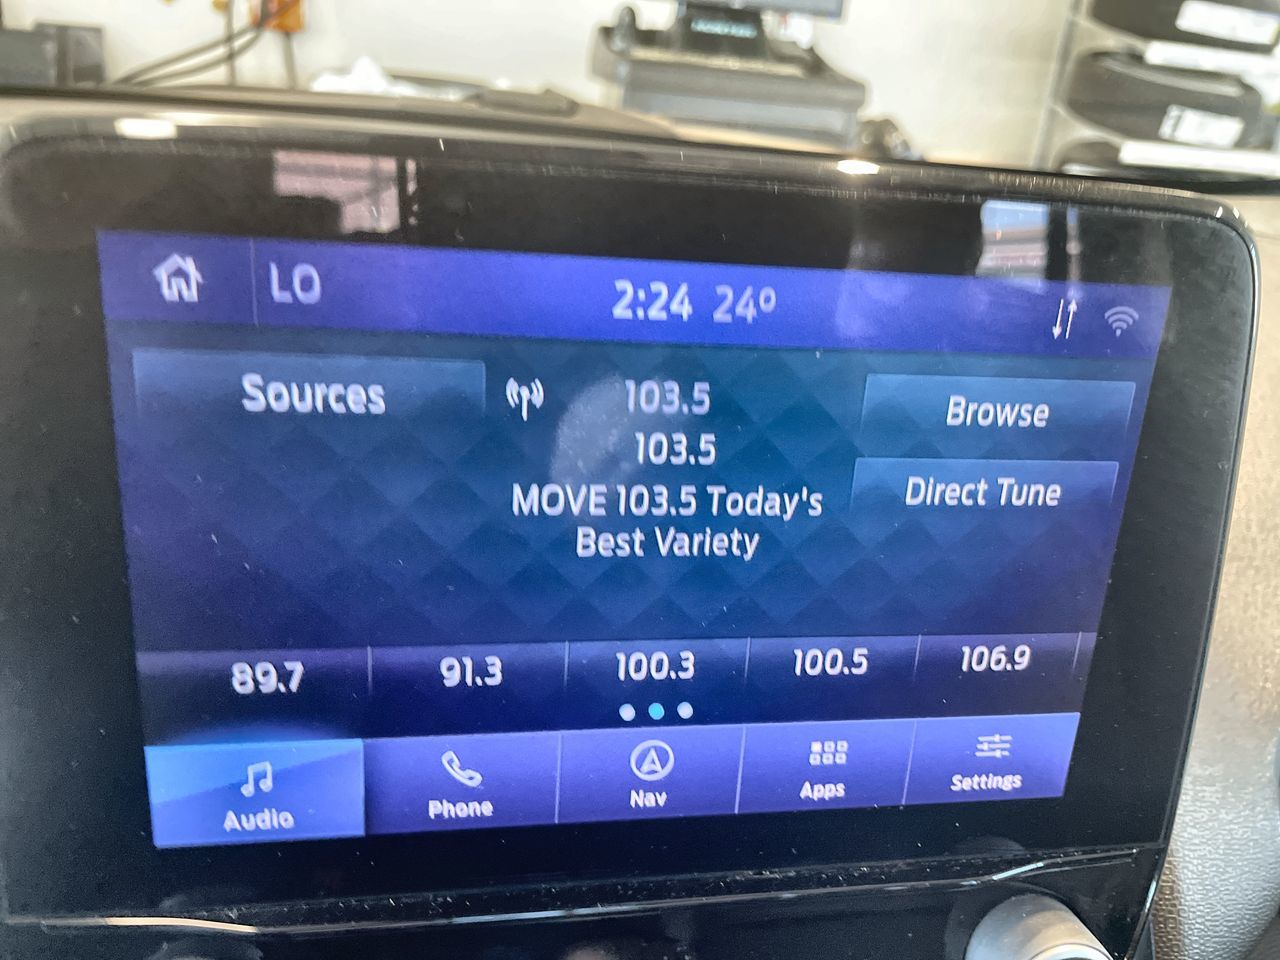 LO
2:24 24°
Sources
103.5
Browse
103.5
Direct Tune
MOVE 103.5 Today's
Best Variety
89.7 91.3 100.3 100.5 106.9
Audio Phone Nav Apps Settings